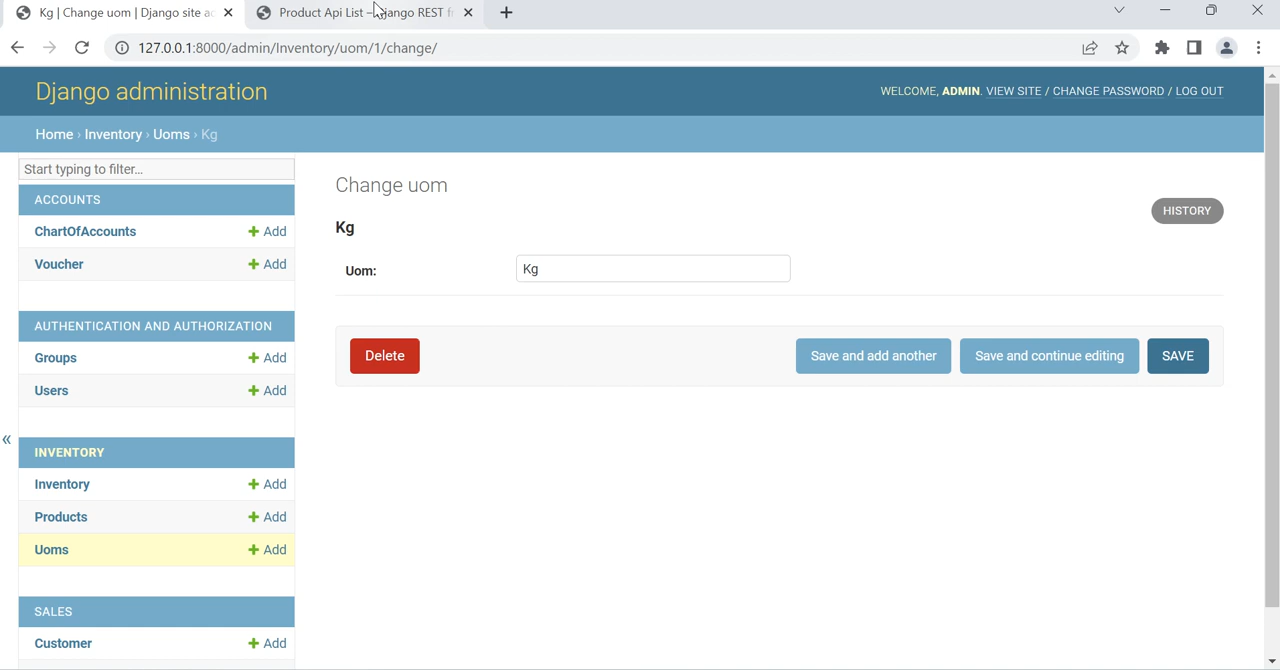 Kg | Change uom | Django site a
Product Api List – Django REST f
127.0.0.1:8000/admin/Inventory/uom/1/change/
Django administration
WELCOME, ADMIN. VIEW SITE / CHANGE PASSWORD / LOG OUT
Home › Inventory › Uoms › Kg
Start typing to filter...
ACCOUNTS
ChartOfAccounts + Add
Voucher + Add
AUTHENTICATION AND AUTHORIZATION
Groups + Add
Users + Add
«
INVENTORY
Inventory + Add
Products + Add
Uoms + Add
SALES
Customer + Add
Change uom
HISTORY
Kg
Uom: Kg
Delete
Save and add another
Save and continue editing
SAVE